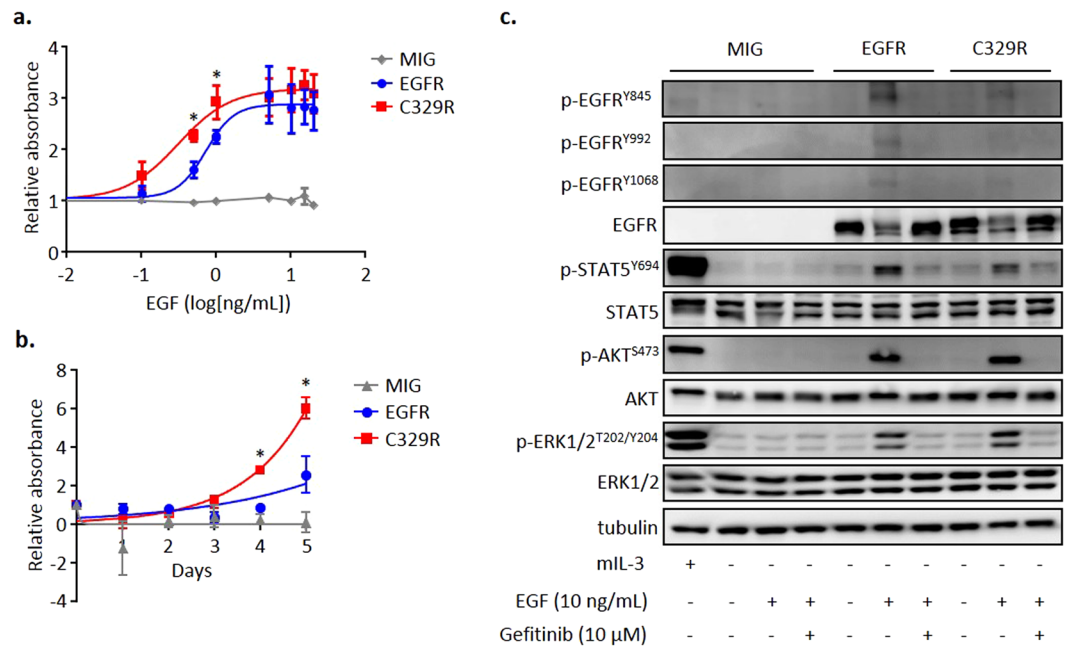 a.
4
3
2
1
0
-2 -1 0 1 2
Relative absorbance
EGF (log[ng/mL])
* *
MIG
EGFR
C329R
b.
8
6
4
2
0
-2
-4
1 2 3 4 5
Relative absorbance
Days
* *
MIG
EGFR
C329R
c.
MIG EGFR C329R
p-EGFRY845
p-EGFRY992
p-EGFRY1068
EGFR
p-STAT5Y694
STAT5
p-AKTS473
AKT
p-ERK1/2T202/Y204
ERK1/2
tubulin
mIL-3 + - - - - - - - - -
EGF (10 ng/mL) - - + + - + + - + +
Gefitinib (10 μM) - - - + - - + - - +